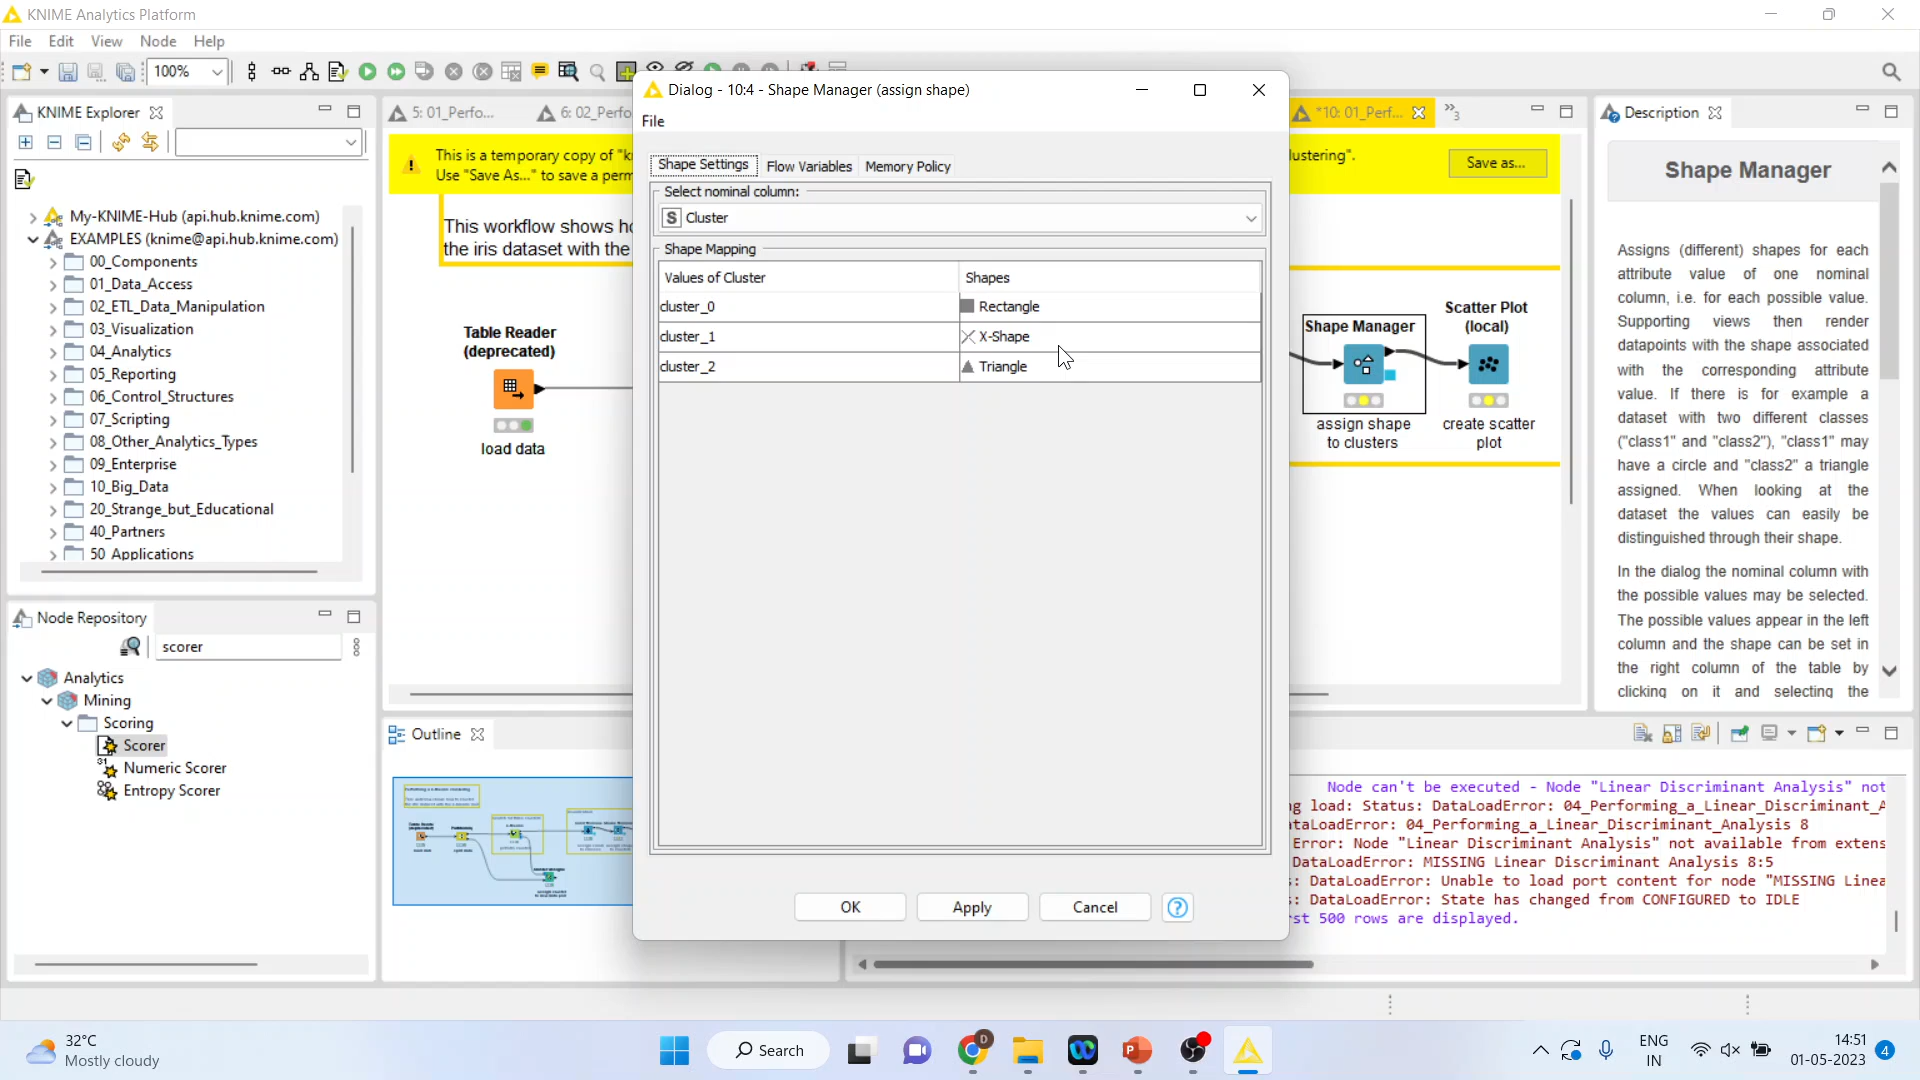 KNIME Analytics Platform
File Edit View Node Help
100%
KNIME Explorer
My-KNIME-Hub (api.hub.knime.com)
EXAMPLES (knime@api.hub.knime.com)
00_Components
01_Data_Access
02_ETL_Data_Manipulation
03_Visualization
04_Analytics
05_Reporting
06_Control_Structures
07_Scripting
08_Other_Analytics_Types
09_Enterprise
10_Big_Data
20_Strange_but_Educational
40_Partners
50 Applications
Node Repository
scorer
Analytics
Mining
Scoring
Scorer
Numeric Scorer
Entropy Scorer
5: 01_Perfo...
6: 02_Perfo
This is a temporary copy of "k
Use "Save As..." to save a perm
This workflow shows h
the iris dataset with the
Table Reader
(deprecated)
load data
Outline
Dialog - 10:4 - Shape Manager (assign shape)
File
Shape Settings Flow Variables Memory Policy
Select nominal column:
S Cluster
Shape Mapping
Values of Cluster Shapes
cluster_0 Rectangle
cluster_1 X-Shape
cluster_2 Triangle
OK Apply Cancel ?
*10: 01_Perf...
3
lustering".
Save as...
Shape Manager
assign shape
to clusters
Scatter Plot
(local)
create scatter
plot
Description
Shape Manager
Assigns (different) shapes for each
attribute value of one nominal
column, i.e. for each possible value.
Supporting views then render
datapoints with the shape associated
with the corresponding attribute
value. If there is for example a
dataset with two different classes
("class1" and "class2"), "class1" may
have a circle and "class2" a triangle
assigned. When looking at the
dataset the values can easily be
distinguished through their shape.
In the dialog the nominal column with
the possible values may be selected.
The possible values appear in the left
column and the shape can be set in
the right column of the table by
clicking on it and selecting the
Node can't be executed - Node "Linear Discriminant Analysis" not
g load: Status: DataLoadError: 04_Performing_a_Linear_Discriminant_A
taLoadError: 04_Performing_a_Linear_Discriminant_Analysis 8
Error: Node "Linear Discriminant Analysis" not available from extens
DataLoadError: MISSING Linear Discriminant Analysis 8:5
: DataLoadError: Unable to load port content for node "MISSING Linea
: DataLoadError: State has changed from CONFIGURED to IDLE
st 500 rows are displayed.
32°C
Mostly cloudy
Search
D
ENG
IN
14:51
01-05-2023
4